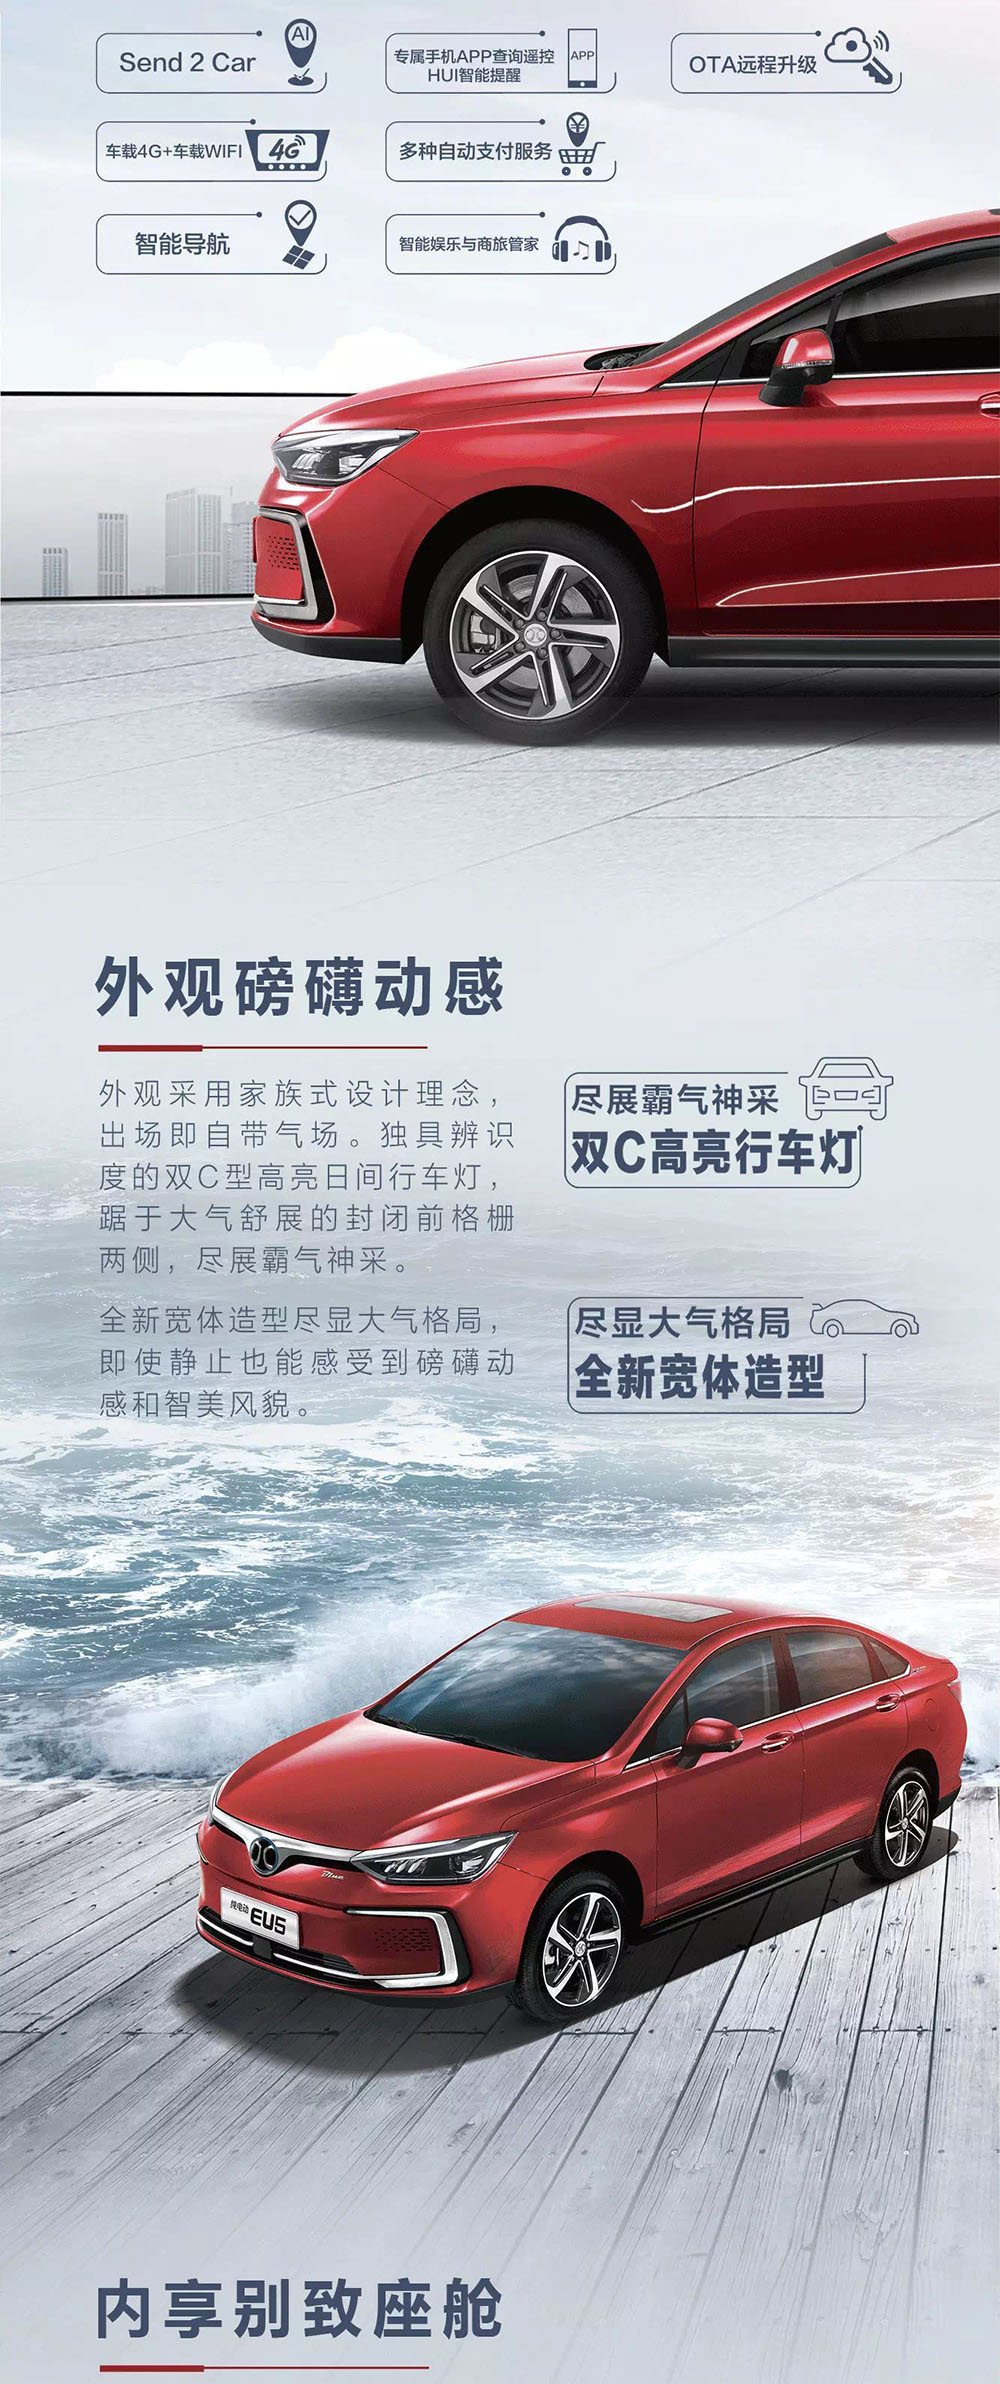 AI
Send 2 Car
专属手机APP查询遥控
HUI智能提醒
APP
OTA远程升级
车载4G+车载WIFI
4G
多种自动支付服务
¥
智能导航
智能娱乐与商旅管家
外观磅礴动感
外观采用家族式设计理念，
出场即自带气场。独具辨识
度的双C型高亮日间行车灯，
踞于大气舒展的封闭前格栅
两侧，尽展霸气神采。
尽展霸气神采
双C高亮行车灯
全新宽体造型尽显大气格局，
即使静止也能感受到磅礴动
感和智美风貌。
尽显大气格局
全新宽体造型
Blue
纯电动 EU5
内享别致座舱